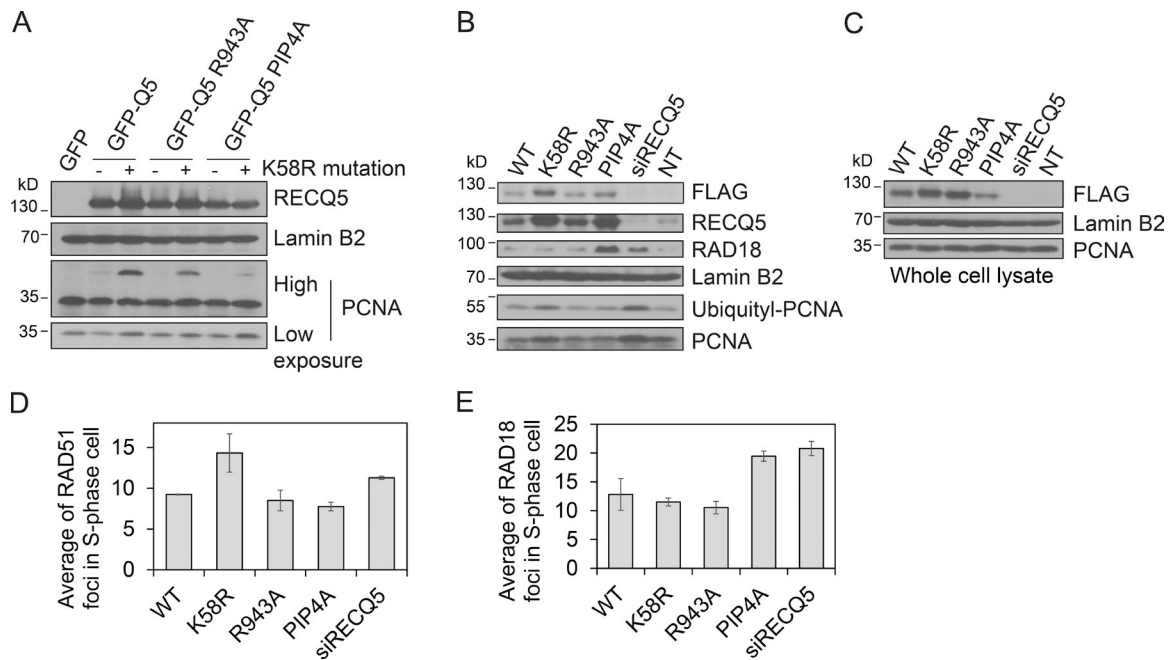 A
GFP
GFP-Q5
GFP-Q5 R943A
GFP-Q5 PIP4A
- + - + - + K58R mutation
kD
130 RECQ5
70 Lamin B2
High
35 PCNA
35 Low
exposure
B
WT K58R R943A PIP4A siRECQ5 NT
kD
130 FLAG
130 RECQ5
100 RAD18
70 Lamin B2
55 Ubiquityl-PCNA
35 PCNA
C
WT K58R R943A PIP4A siRECQ5 NT
kD
130 FLAG
70 Lamin B2
35 PCNA
Whole cell lysate
D
Average of RAD51
foci in S-phase cell
15
10
5
0
WT K58R R943A PIP4A siRECQ5
E
Average of RAD18
foci in S-phase cell
25
20
15
10
5
0
WT K58R R943A PIP4A siRECQ5